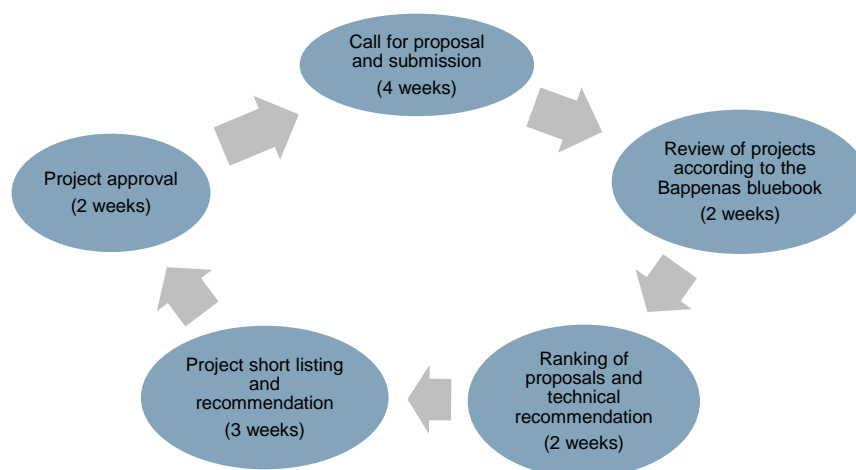 Call for proposal
and submission
(4 weeks)
Review of projects
according to the
Bappenas bluebook
(2 weeks)
Ranking of
proposals and
technical
recommendation
(2 weeks)
Project short listing
and
recommendation
(3 weeks)
Project approval
(2 weeks)